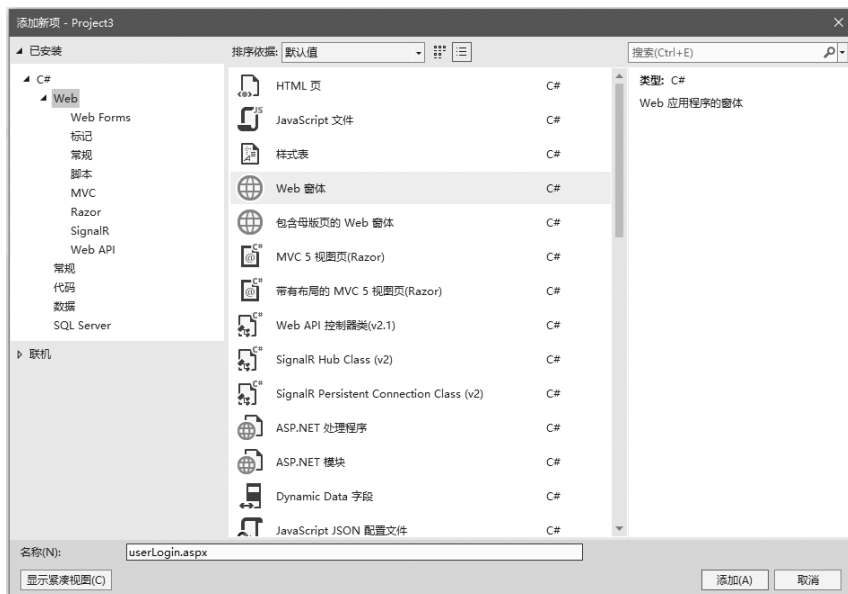 添加新项 - Project3
已安装
排序依据: 默认值
搜索(Ctrl+E)
C#
Web
Web Forms
标记
常规
脚本
MVC
Razor
SignalR
Web API
常规
代码
数据
SQL Server
联机
HTML 页 C#
JavaScript 文件 C#
样式表 C#
Web 窗体 C#
包含母版页的 Web 窗体 C#
MVC 5 视图页(Razor) C#
带有布局的 MVC 5 视图页(Razor) C#
Web API 控制器类(v2.1) C#
SignalR Hub Class (v2) C#
SignalR Persistent Connection Class (v2) C#
ASP.NET 处理程序 C#
ASP.NET 模块 C#
Dynamic Data 字段 C#
JavaScript JSON 配置文件 C#
类型: C#
Web 应用程序的窗体
名称(N): userLogin.aspx
显示紧凑视图(C)
添加(A) 取消